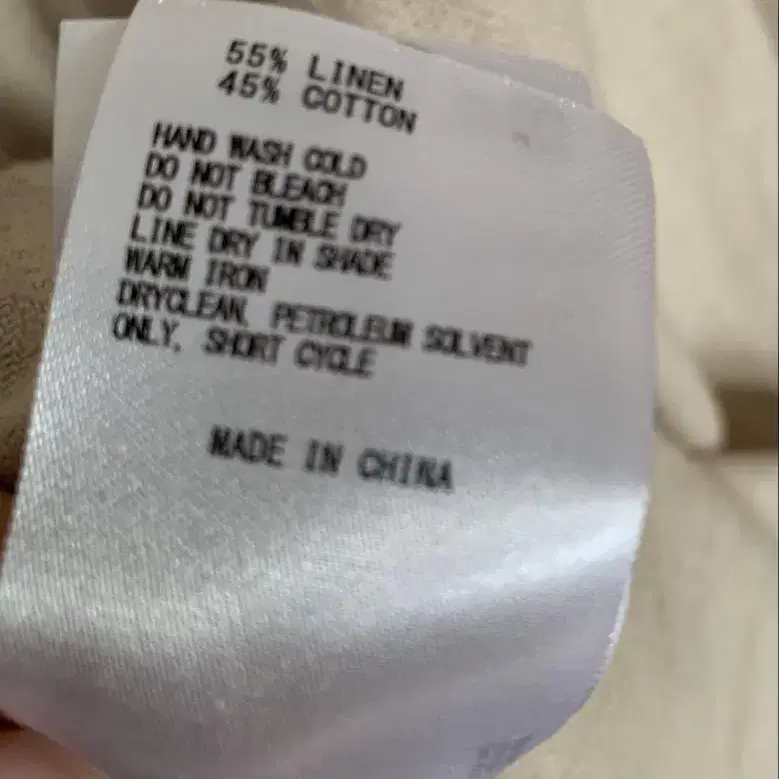 55% LINEN
45% COTTON
HAND WASH COLD
DO NOT BLEACH
DO NOT TUMBLE DRY
LINE DRY IN SHADE
WARM IRON
DRYCLEAN, PETROLEUM SOLVENT
ONLY, SHORT CYCLE
MADE IN CHINA